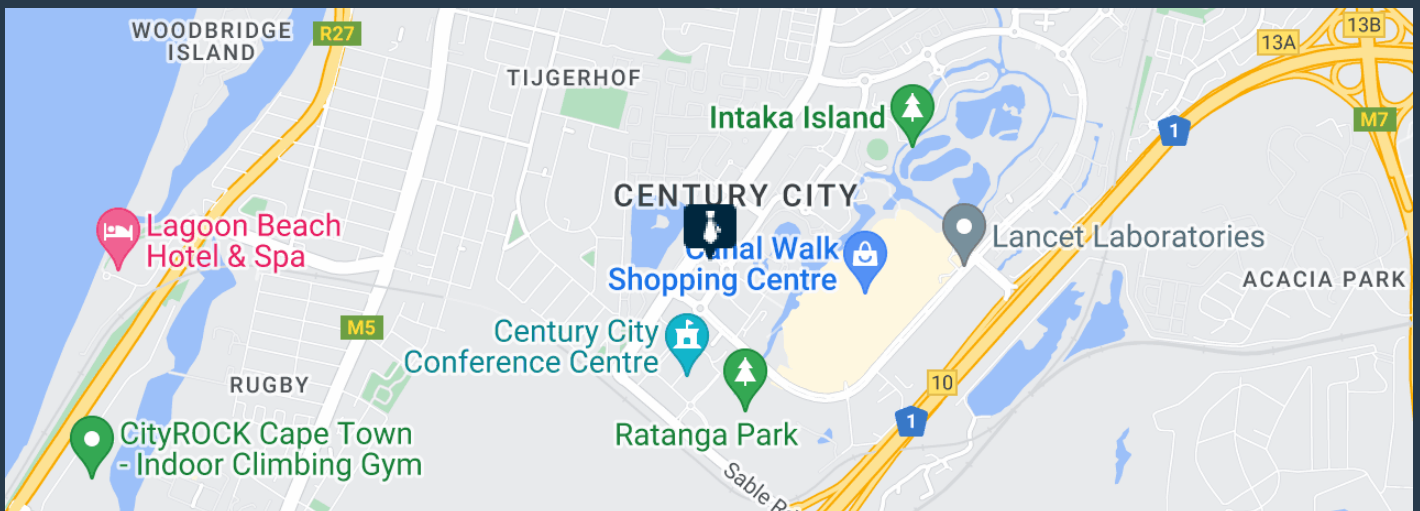 WOODBRIDGE
ISLAND
R27
13B
13A
TIJGERHOF
Intaka Island
M7
1
CENTURY CITY
Lagoon Beach
Hotel & Spa
Canal Walk
Shopping Centre
Lancet Laboratories
ACACIA PARK
M5
Century City
Conference Centre
RUGBY
10
1
Ratanga Park
CityROCK Cape Town
- Indoor Climbing Gym
Sable